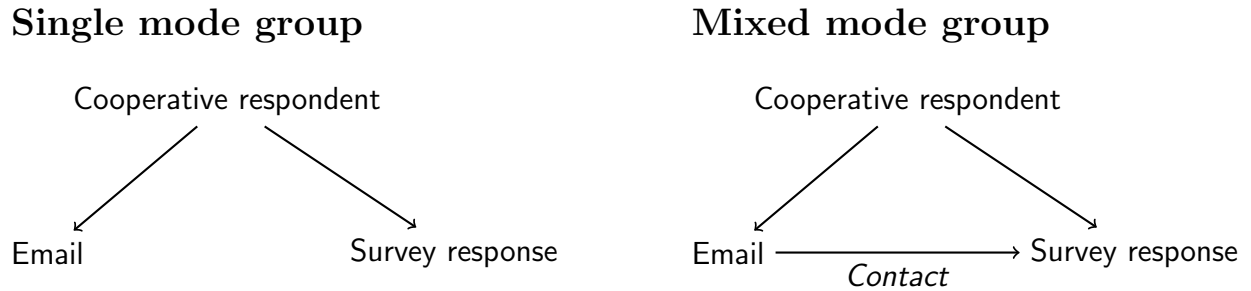 Single mode group
Cooperative respondent
Email
Survey response
Mixed mode group
Cooperative respondent
Email
Contact
Survey response